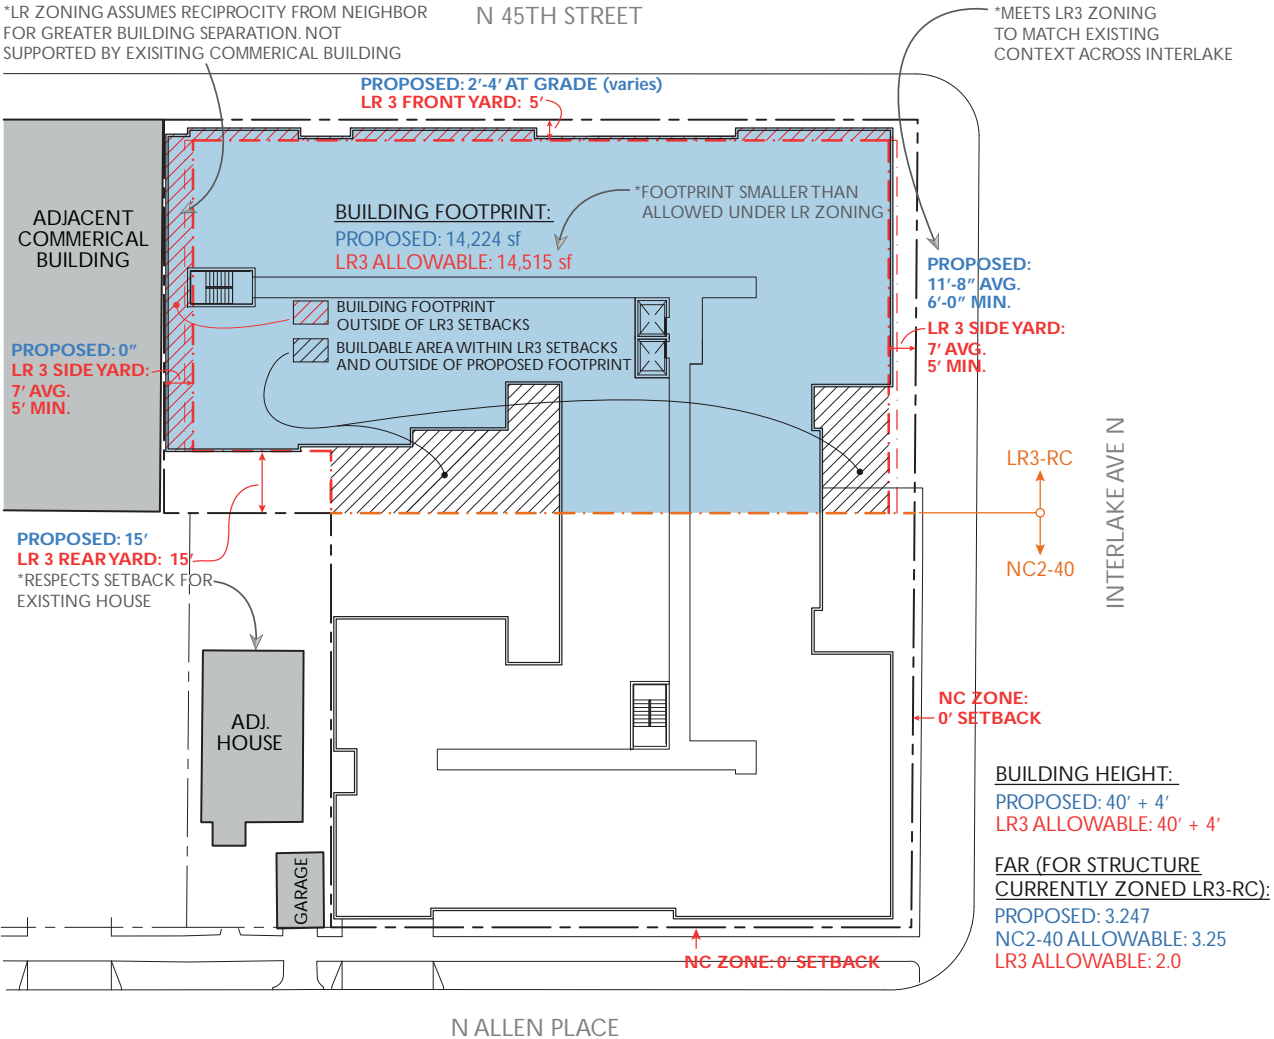 *LR ZONING ASSUMES RECIPROCITY FROM NEIGHBOR
FOR GREATER BUILDING SEPARATION. NOT
SUPPORTED BY EXISITING COMMERICAL BUILDING
N 45TH STREET
*MEETS LR3 ZONING
TO MATCH EXISTING
CONTEXT ACROSS INTERLAKE
PROPOSED: 2'-4' AT GRADE (varies)
LR 3 FRONT YARD: 5'
ADJACENT
COMMERICAL
BUILDING
BUILDING FOOTPRINT:
PROPOSED: 14,224 sf
LR3 ALLOWABLE: 14,515 sf
*FOOTPRINT SMALLER THAN
ALLOWED UNDER LR ZONING
BUILDING FOOTPRINT
OUTSIDE OF LR3 SETBACKS
BUILDABLE AREA WITHIN LR3 SETBACKS
AND OUTSIDE OF PROPOSED FOOTPRINT
PROPOSED:
11'-8" AVG.
6'-0" MIN.
LR 3 SIDE YARD:
7' AVG.
5' MIN.
PROPOSED: 0"
LR 3 SIDE YARD:
7' AVG.
5' MIN.
LR3-RC
NC2-40
INTERLAKE AVE N
PROPOSED: 15'
LR 3 REAR YARD: 15'
*RESPECTS SETBACK FOR
EXISTING HOUSE
ADJ.
HOUSE
GARAGE
NC ZONE:
0' SETBACK
BUILDING HEIGHT:
PROPOSED: 40' + 4'
LR3 ALLOWABLE: 40' + 4'
FAR (FOR STRUCTURE
CURRENTLY ZONED LR3-RC):
PROPOSED: 3.247
NC2-40 ALLOWABLE: 3.25
LR3 ALLOWABLE: 2.0
NC ZONE: 0' SETBACK
N ALLEN PLACE